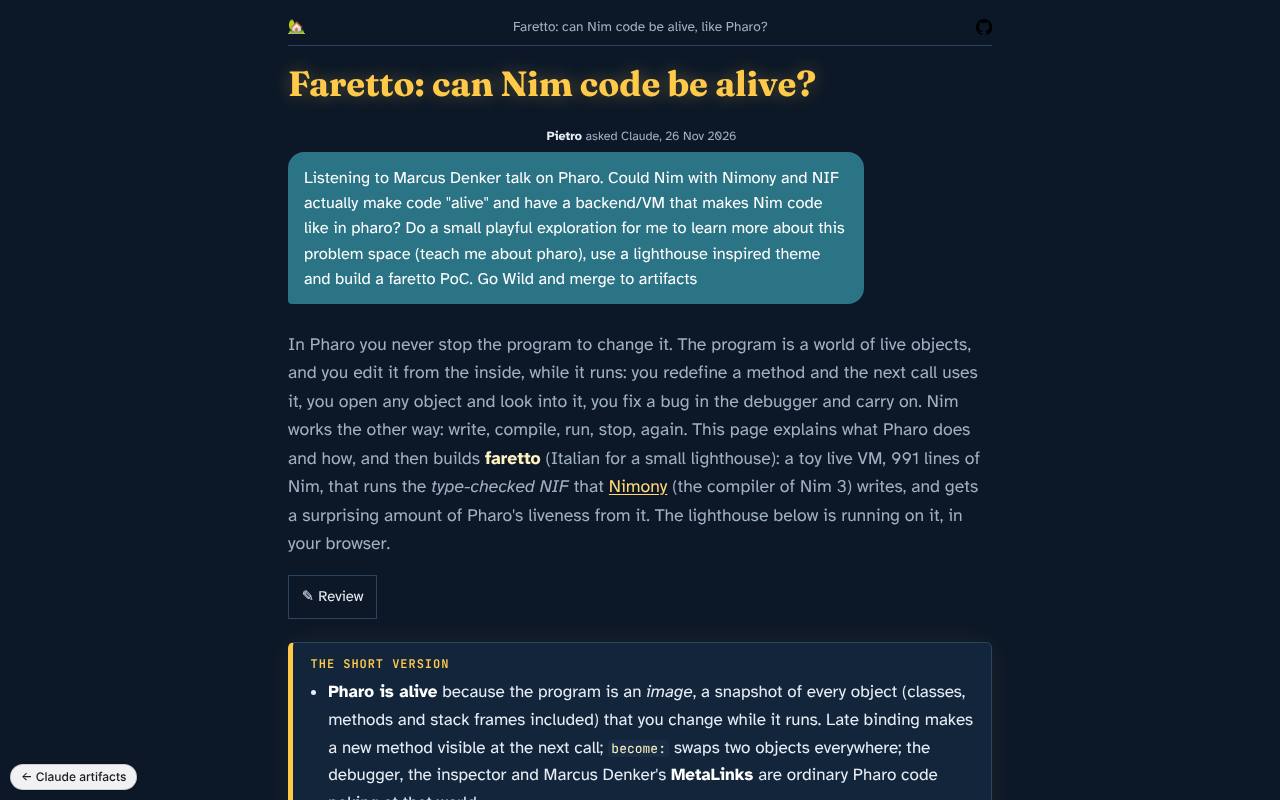 Faretto: can Nim code be alive, like Pharo?
Faretto: can Nim code be alive?
Pietro asked Claude, 26 Nov 2026
Listening to Marcus Denker talk on Pharo. Could Nim with Nimony and NIF
actually make code "alive" and have a backend/VM that makes Nim code
like in pharo? Do a small playful exploration for me to learn more about this
problem space (teach me about pharo), use a lighthouse inspired theme
and build a faretto PoC. Go Wild and merge to artifacts
In Pharo you never stop the program to change it. The program is a world of live objects,
and you edit it from the inside, while it runs: you redefine a method and the next call uses
it, you open any object and look into it, you fix a bug in the debugger and carry on. Nim
works the other way: write, compile, run, stop, again. This page explains what Pharo does
and how, and then builds faretto (Italian for a small lighthouse): a toy live VM, 991 lines of
Nim, that runs the type-checked NIF that Nimony (the compiler of Nim 3) writes, and gets
a surprising amount of Pharo's liveness from it. The lighthouse below is running on it, in
your browser.
✎ Review
THE SHORT VERSION
• Pharo is alive because the program is an image, a snapshot of every object (classes,
methods and stack frames included) that you change while it runs. Late binding makes
a new method visible at the next call; become: swaps two objects everywhere; the
debugger, the inspector and Marcus Denker's MetaLinks are ordinary Pharo code
← Claude artifacts